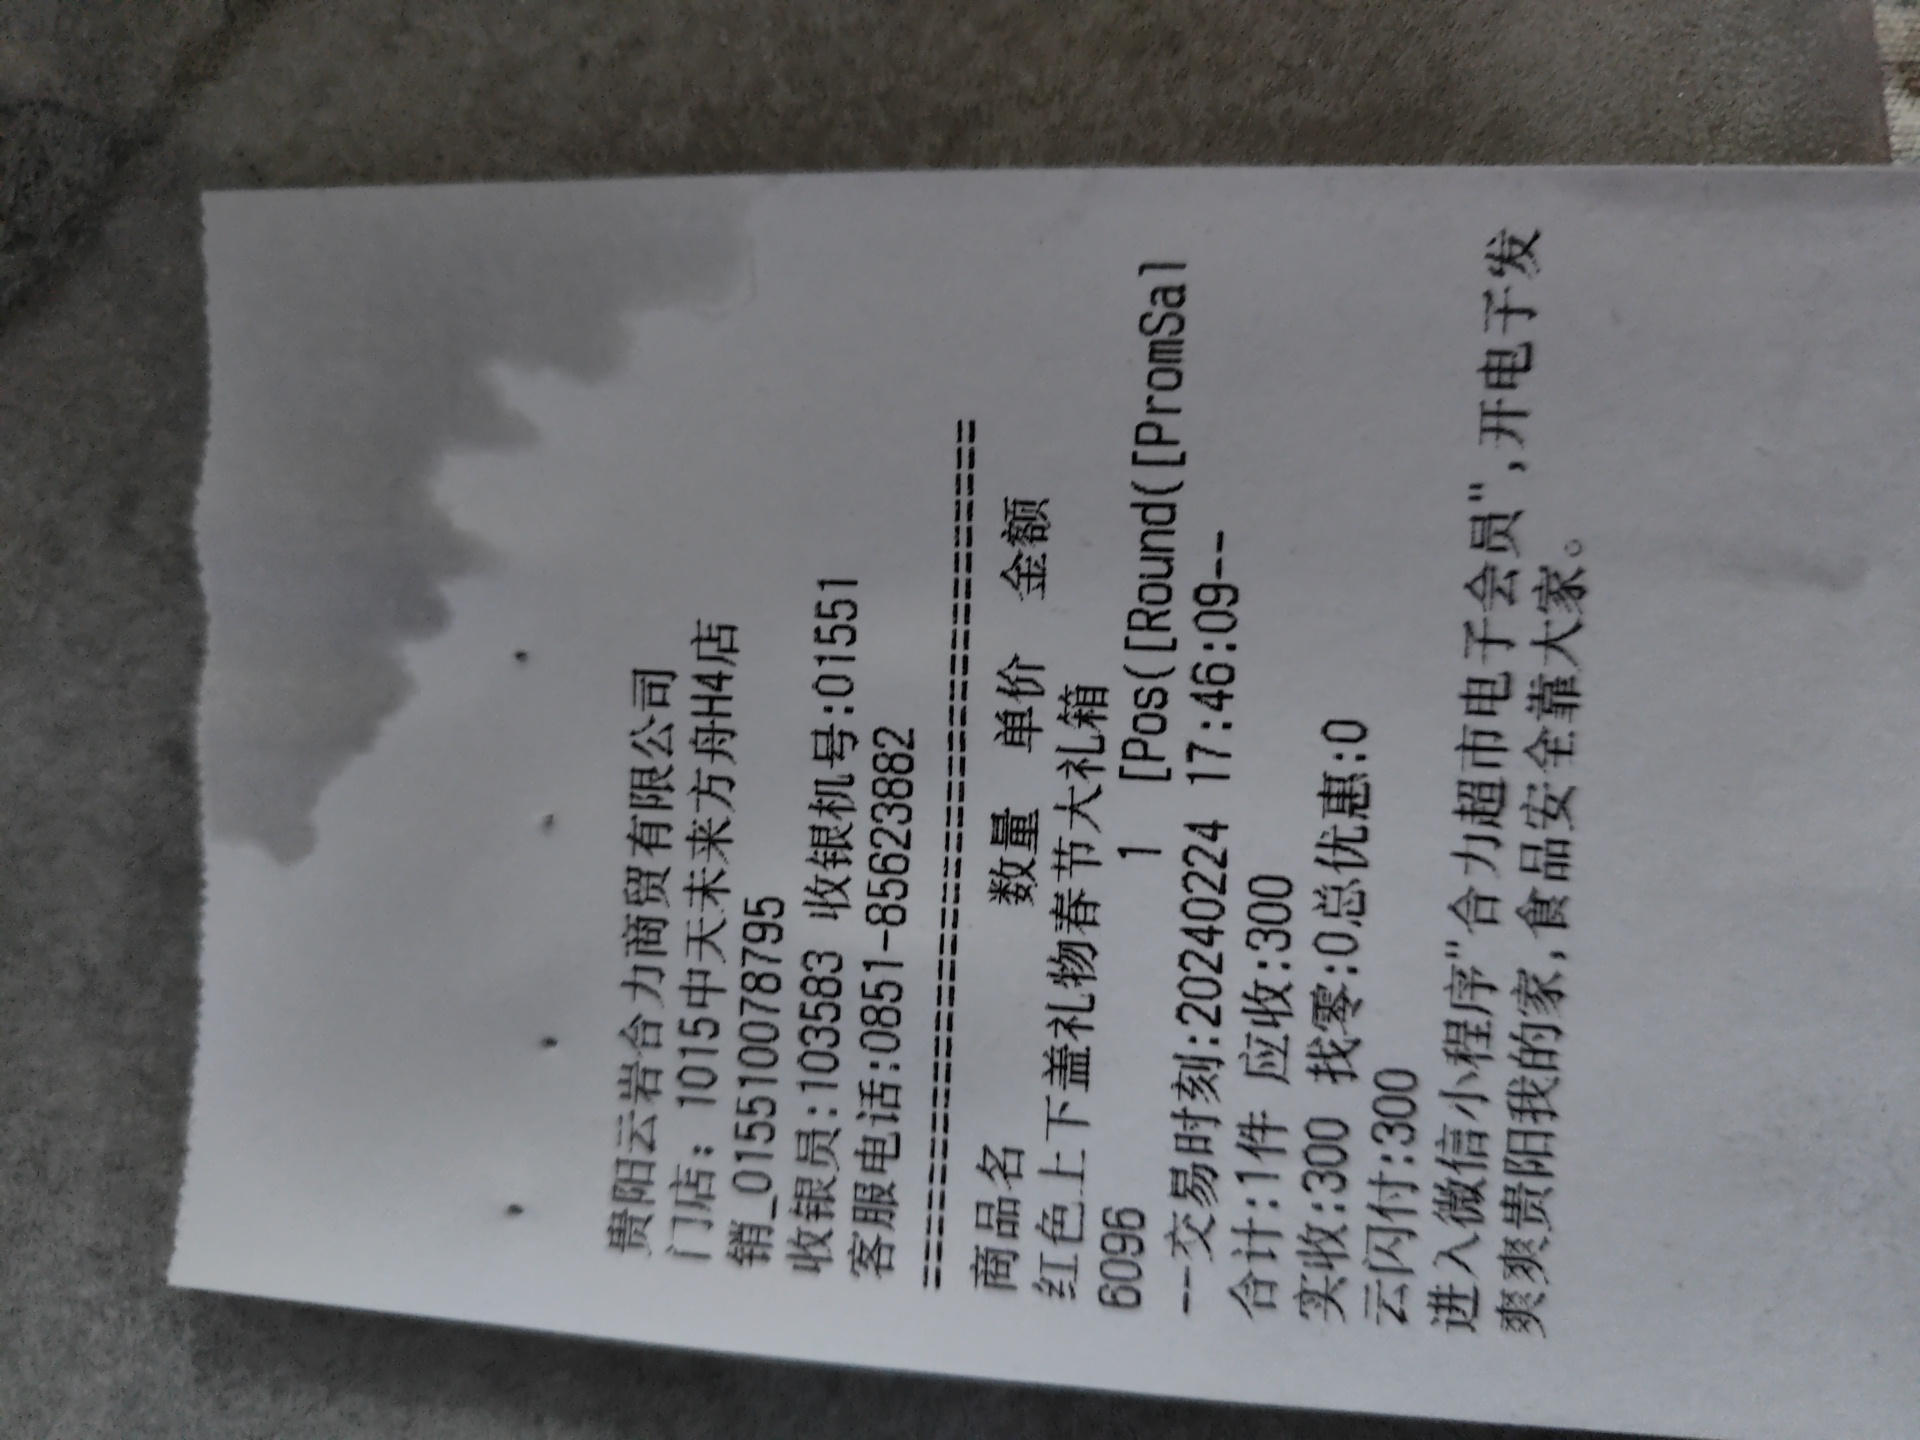 贵阳云岩合力商贸有限公司
门店: 1015中天未来方舟H4店
销_0155100787795
收银员:103583 收银机号:01551
客服电话:0851-85623882
================================
商品名 数量 单价 金额
红色上下盖礼物春节大礼箱
6096 1 [Pos([Round([PromSal
--交易时刻:20240224 17:46:09--
合计:1件 应收:300
实收:300 找零:0总优惠:0
云闪付:300
进入微信小程序"合力超市电子会员",开电子发
爽爽贵阳我的家,食品安全靠大家。